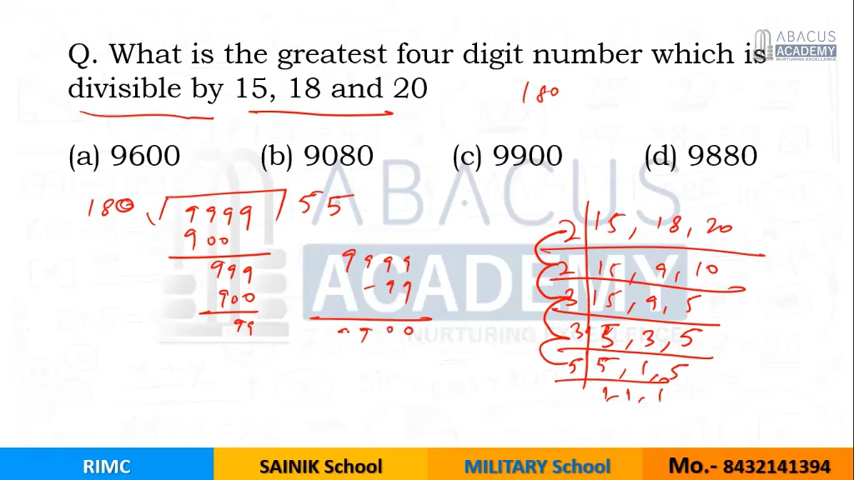 ABACUS
ACADEMY
NURTURING EXCELLENCE
Q. What is the greatest four digit number which is
divisible by 15, 18 and 20
180
(a) 9600 (b) 9080 (c) 9900 (d) 9880
180 9999 55
900
999
900
99
9999
-99
9900
2 15, 18, 20
2 15, 9, 10
3 15, 9, 5
3 5, 3, 5
5 5, 1, 5
1, 1, 1
ABACUS
ACADEMY
NURTURING EXCELLENCE
RIMC SAINIK School MILITARY School Mo.- 8432141394